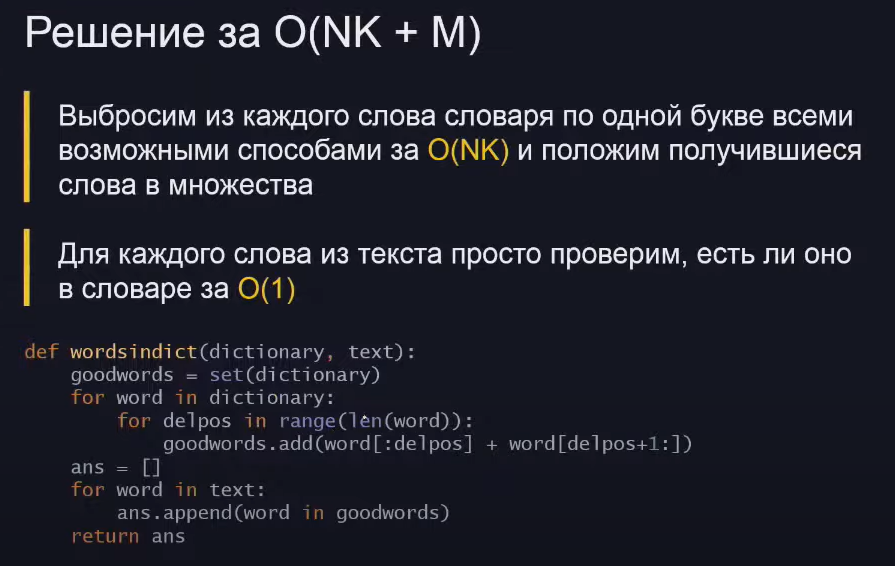 Решение за O(NK + M)
Выбросим из каждого слова словаря по одной букве всеми
возможными способами за O(NK) и положим получившиеся
слова в множества
Для каждого слова из текста просто проверим, есть ли оно
в словаре за O(1)
def wordsindict(dictionary, text):
    goodwords = set(dictionary)
    for word in dictionary:
        for delpos in range(len(word)):
            goodwords.add(word[:delpos] + word[delpos+1:])
    ans = []
    for word in text:
        ans.append(word in goodwords)
    return ans